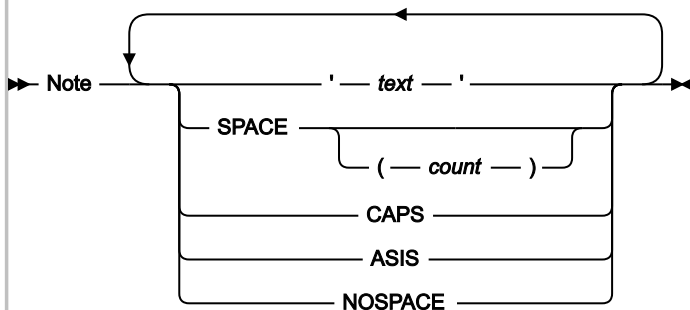 Note ' text '
SPACE
( count )
CAPS
ASIS
NOSPACE